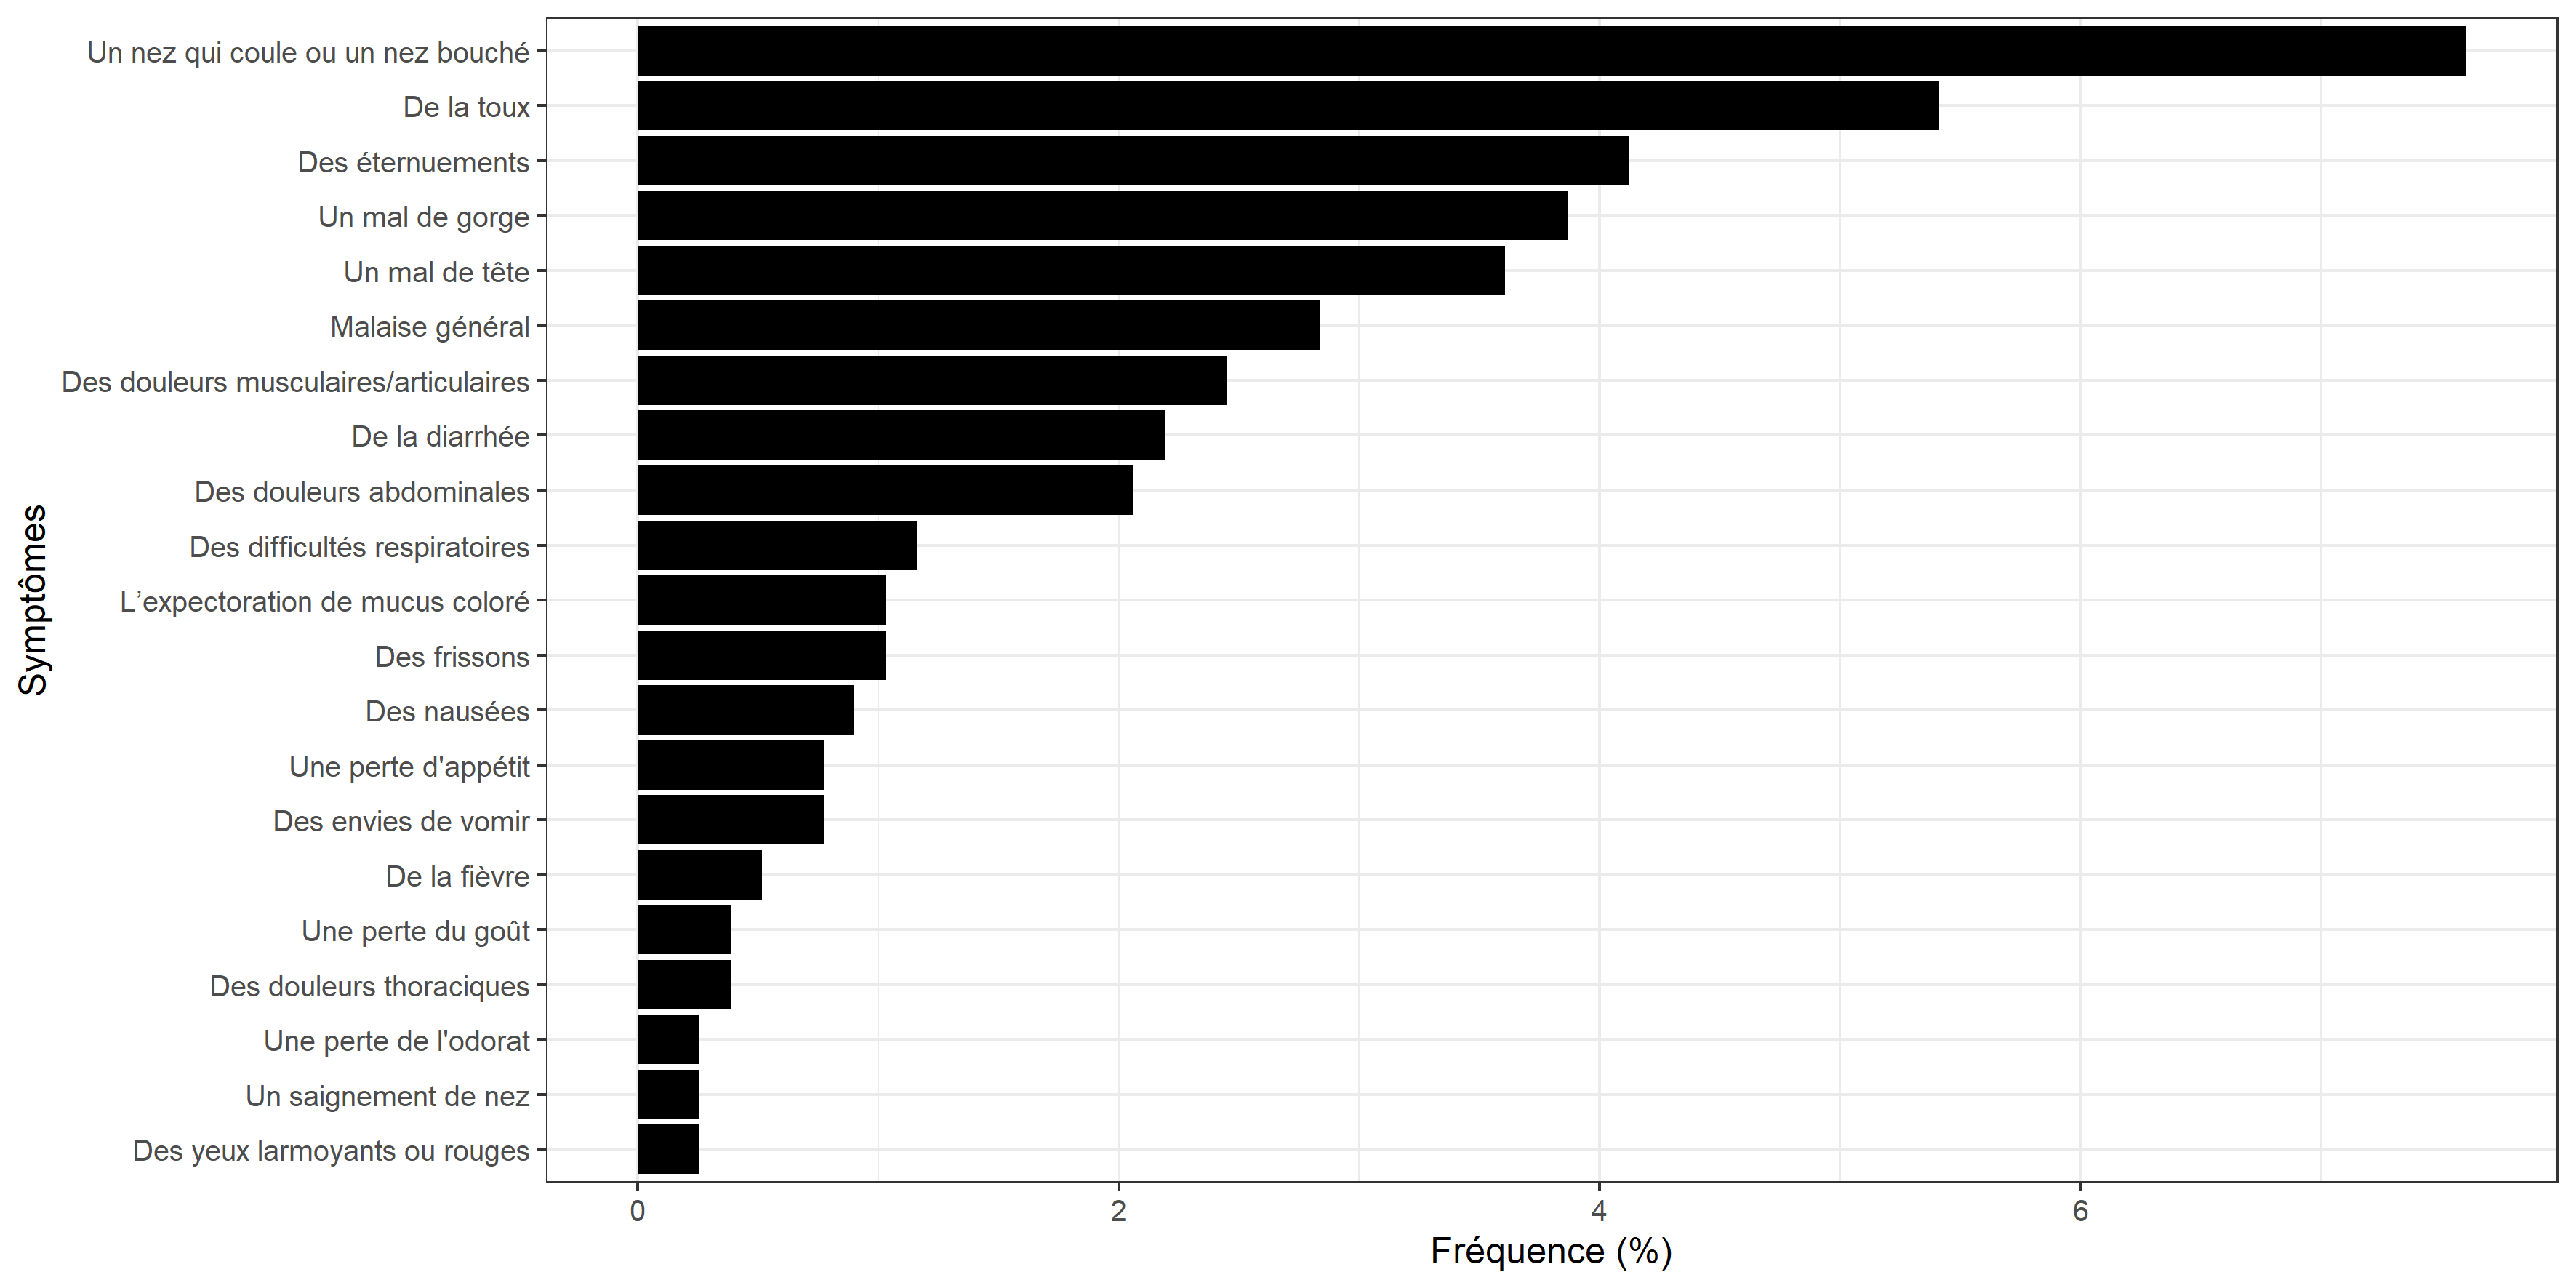 Un nez qui coule ou un nez bouché
De la toux
Des éternuements
Un mal de gorge
Un mal de tête
Malaise général
Des douleurs musculaires/articulaires
De la diarrhée
Des douleurs abdominales
Des difficultés respiratoires
L’expectoration de mucus coloré
Des frissons
Des nausées
Une perte d'appétit
Des envies de vomir
De la fièvre
Une perte du goût
Des douleurs thoraciques
Une perte de l'odorat
Un saignement de nez
Des yeux larmoyants ou rouges
Symptômes
0 2 4 6
Fréquence (%)